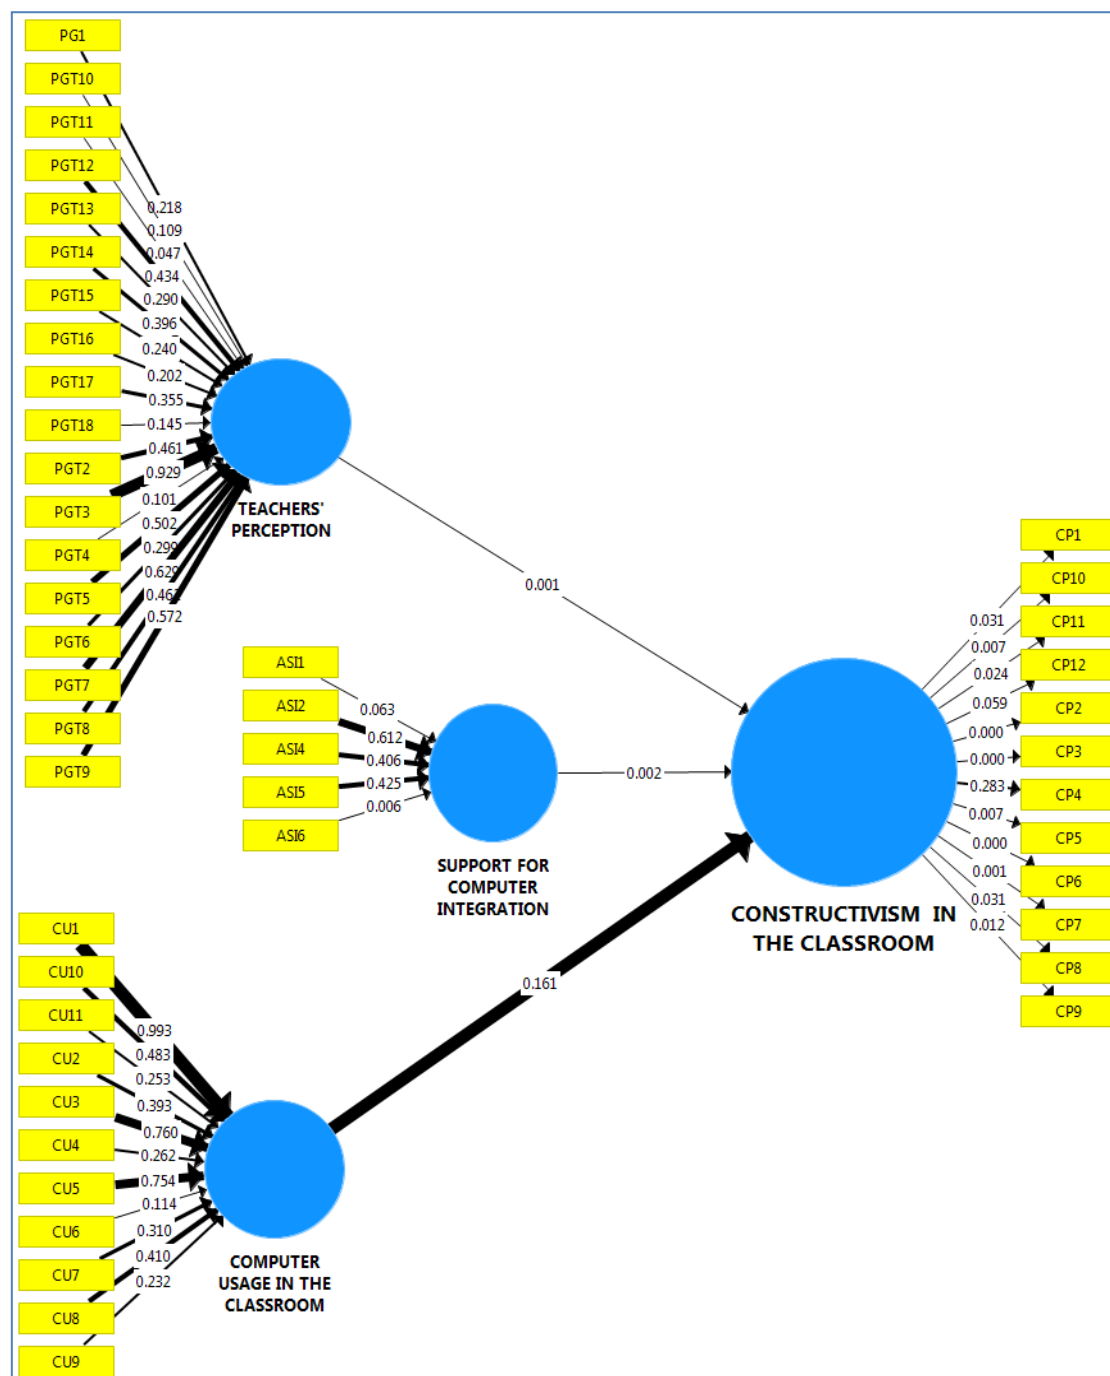 PG1
PGT10
PGT11
PGT12
PGT13
PGT14
PGT15
PGT16
PGT17
PGT18
PGT2
PGT3
PGT4
PGT5
PGT6
PGT7
PGT8
PGT9
0.218
0.109
0.047
0.434
0.290
0.396
0.240
0.202
0.355
0.145
0.461
0.929
0.101
0.502
0.299
0.629
0.461
0.572
TEACHERS'
PERCEPTION
0.001
ASI1
ASI2
ASI4
ASI5
ASI6
0.063
0.612
0.406
0.425
0.006
SUPPORT FOR
COMPUTER
INTEGRATION
0.002
CU1
CU10
CU11
CU2
CU3
CU4
CU5
CU6
CU7
CU8
CU9
0.993
0.483
0.253
0.393
0.760
0.262
0.754
0.114
0.310
0.410
0.232
COMPUTER
USAGE IN THE
CLASSROOM
0.161
CONSTRUCTIVISM IN
THE CLASSROOM
0.031
0.007
0.024
0.059
0.000
0.000
0.283
0.007
0.000
0.001
0.031
0.012
CP1
CP10
CP11
CP12
CP2
CP3
CP4
CP5
CP6
CP7
CP8
CP9